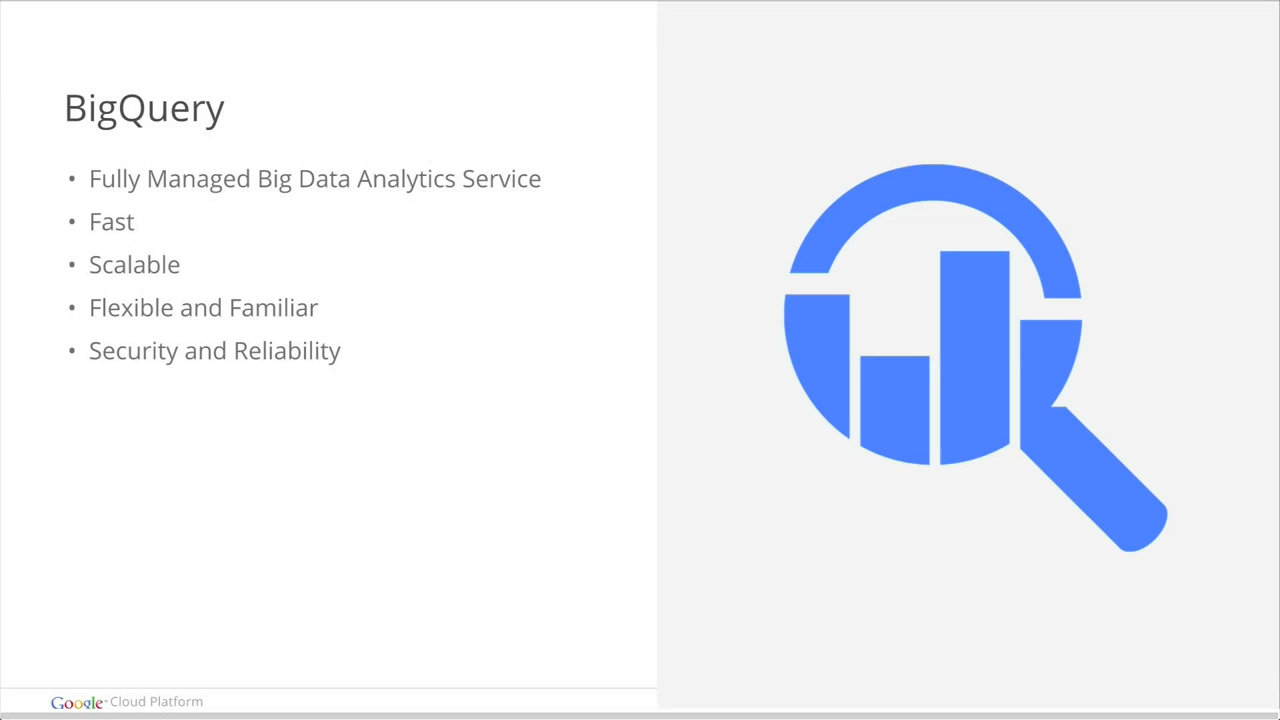 BigQuery
• Fully Managed Big Data Analytics Service
• Fast
• Scalable
• Flexible and Familiar
• Security and Reliability
Google Cloud Platform